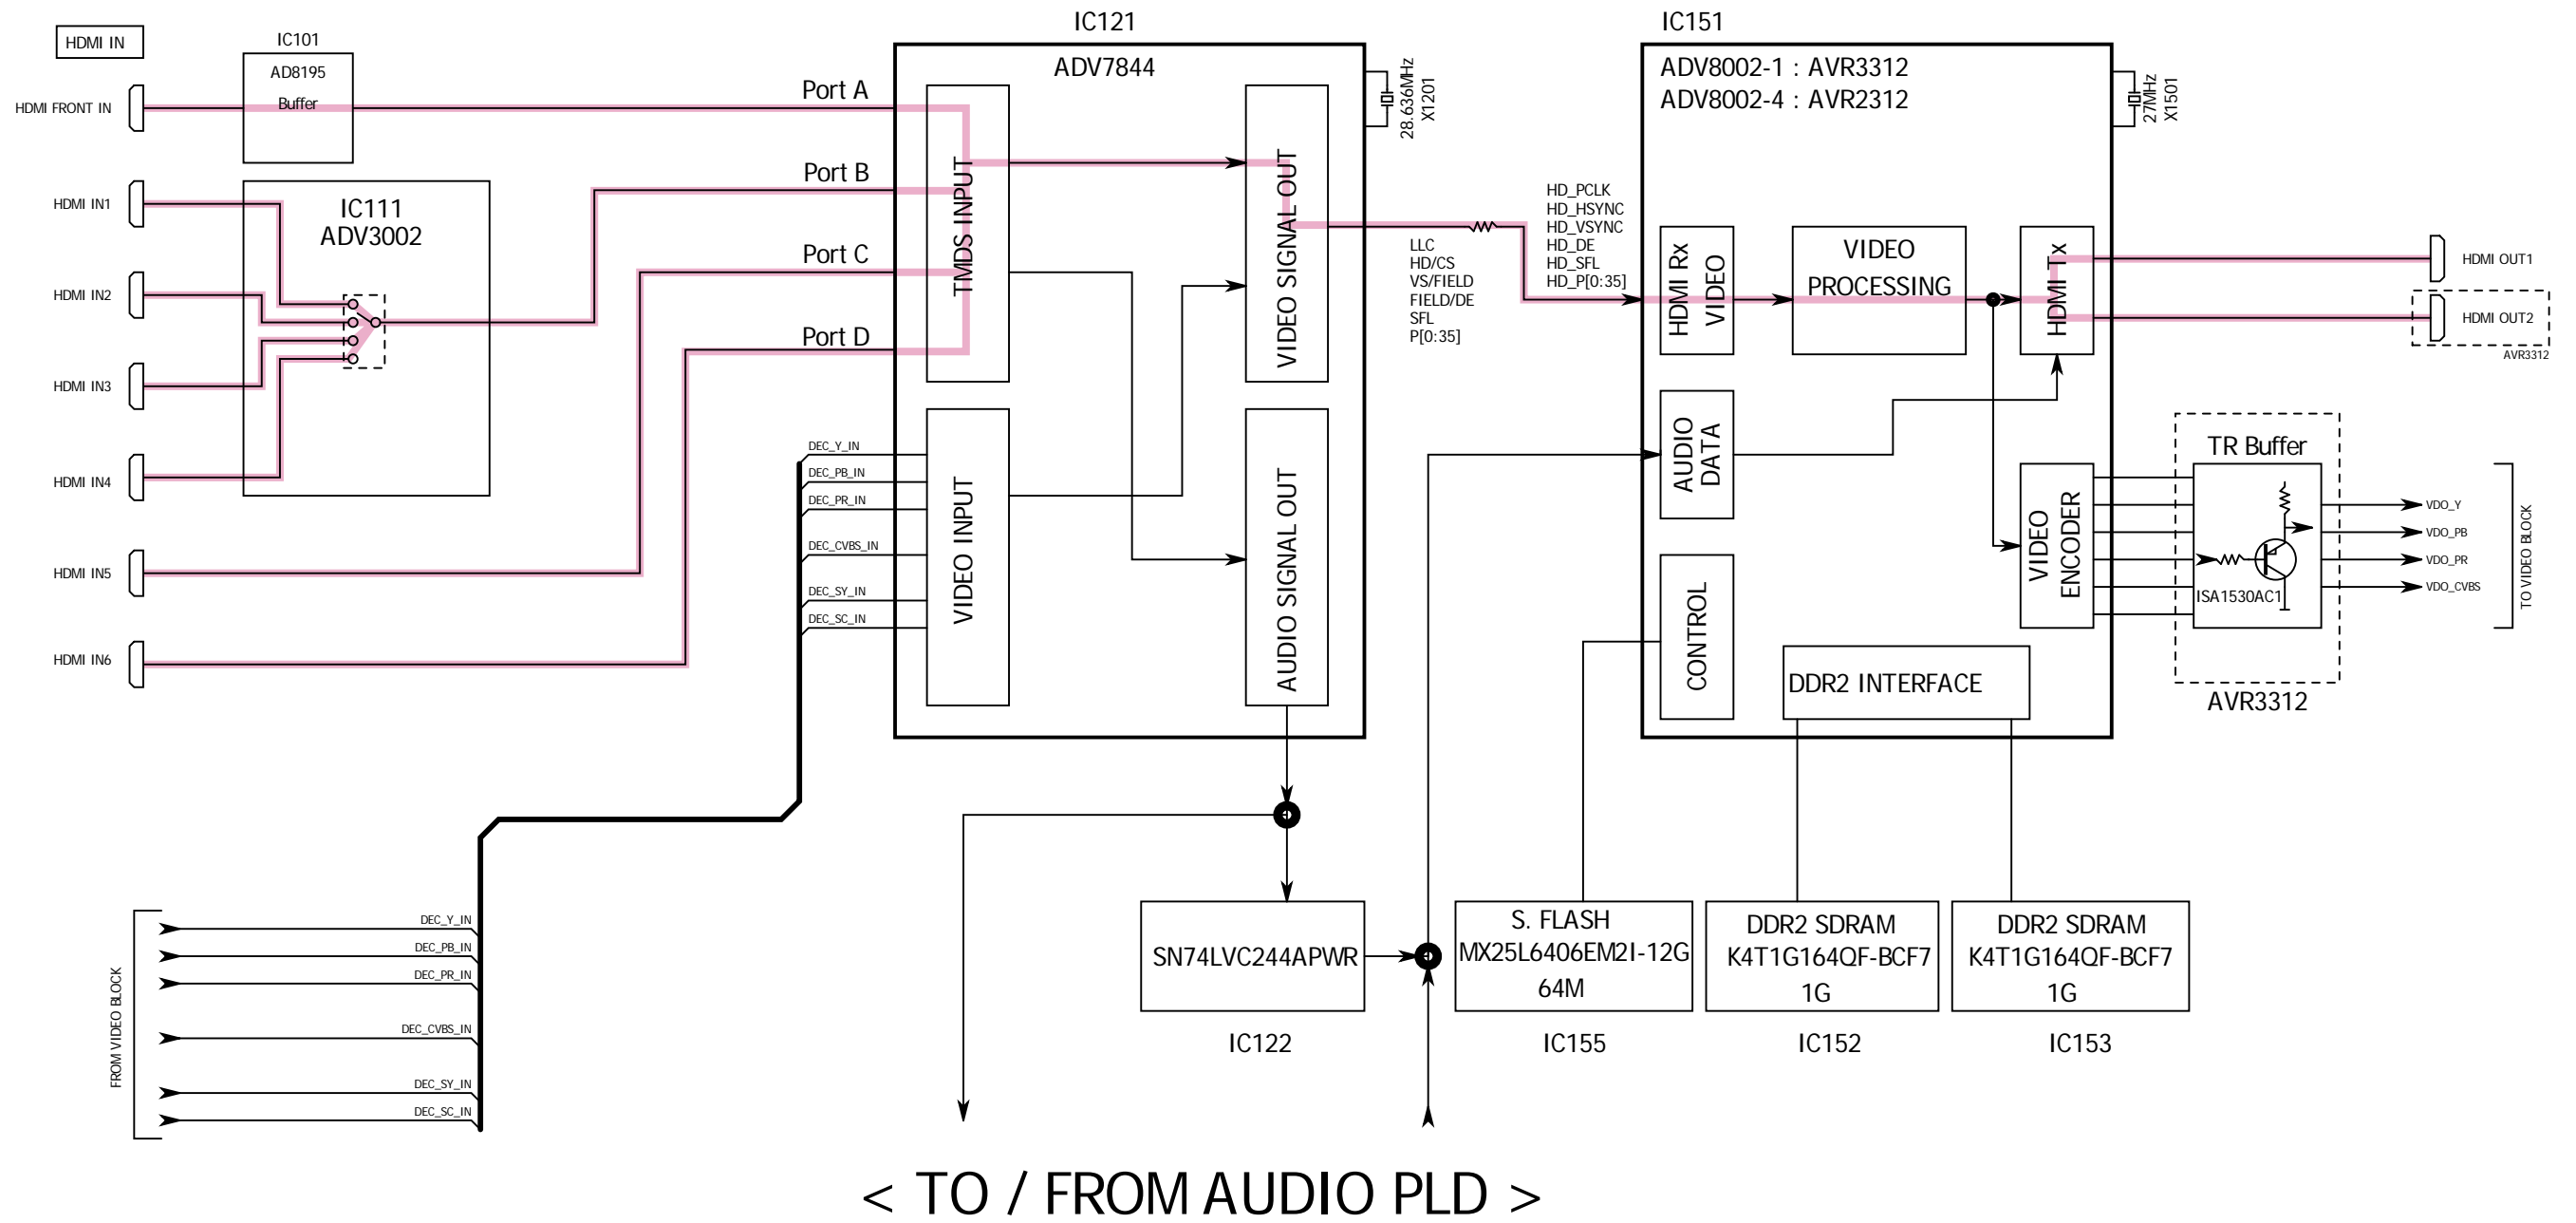 HDMI IN
IC101
AD8195
Buffer
HDMI FRONT IN
HDMI IN1
HDMI IN2
HDMI IN3
HDMI IN4
HDMI IN5
HDMI IN6
IC111
ADV3002
Port A
Port B
Port C
Port D
IC121
ADV7844
TMDS INPUT
VIDEO SIGNAL OUT
VIDEO INPUT
AUDIO SIGNAL OUT
28.636MHz
X1201
DEC_Y_IN
DEC_PB_IN
DEC_PR_IN
DEC_CVBS_IN
DEC_SY_IN
DEC_SC_IN
LLC
HD/CS
VS/FIELD
FIELD/DE
SFL
P[0:35]
HD_PCLK
HD_HSYNC
HD_VSYNC
HD_DE
HD_SFL
HD_P[0:35]
IC151
ADV8002-1 : AVR3312
ADV8002-4 : AVR2312
27MHz
X1501
HDMI Rx
VIDEO
VIDEO
PROCESSING
HDMI Tx
AUDIO
DATA
CONTROL
VIDEO
ENCODER
DDR2 INTERFACE
HDMI OUT1
HDMI OUT2
AVR3312
TR Buffer
ISA1530AC1
AVR3312
VDO_Y
VDO_PB
VDO_PR
VDO_CVBS
TO VIDEO BLOCK
FROM VIDEO BLOCK
DEC_Y_IN
DEC_PB_IN
DEC_PR_IN
DEC_CVBS_IN
DEC_SY_IN
DEC_SC_IN
SN74LVC244APWR
IC122
S. FLASH
MX25L6406EM2I-12G
64M
IC155
DDR2 SDRAM
K4T1G164QF-BCF7
1G
IC152
DDR2 SDRAM
K4T1G164QF-BCF7
1G
IC153
< TO / FROM AUDIO PLD >